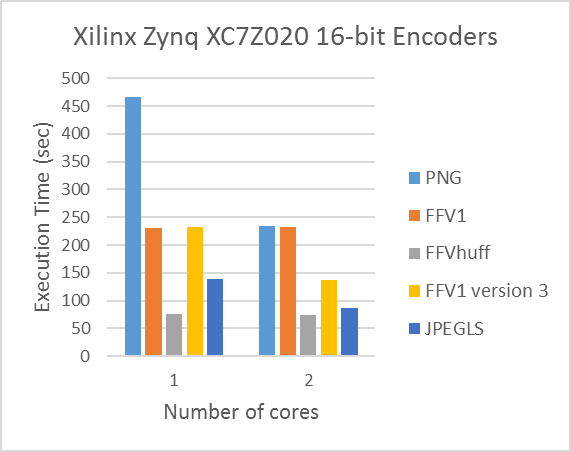 Xilinx Zynq XC7Z020 16-bit Encoders
Execution Time (sec)
500
450
400
350
300
250
200
150
100
50
0
1
2
Number of cores
PNG
FFV1
FFVhuff
FFV1 version 3
JPEGLS